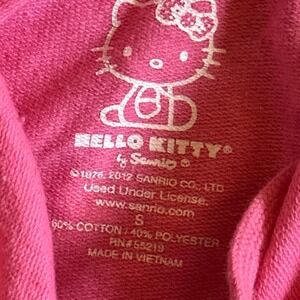 HELLO KITTY®
by Sanrio®
©1976, 2012 SANRIO CO., LTD.
Used Under License.
www.sanrio.com
S
60% COTTON / 40% POLYESTER
RN# 55219
MADE IN VIETNAM